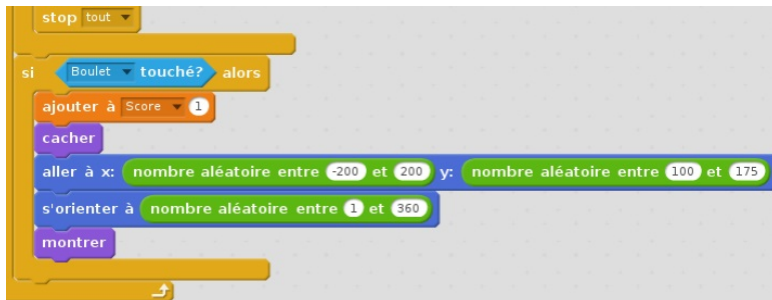 stop tout
si Boulet touché? alors
ajouter à Score 1
cacher
aller à x: nombre aléatoire entre -200 et 200 y: nombre aléatoire entre 100 et 175
s'orienter à nombre aléatoire entre 1 et 360
montrer